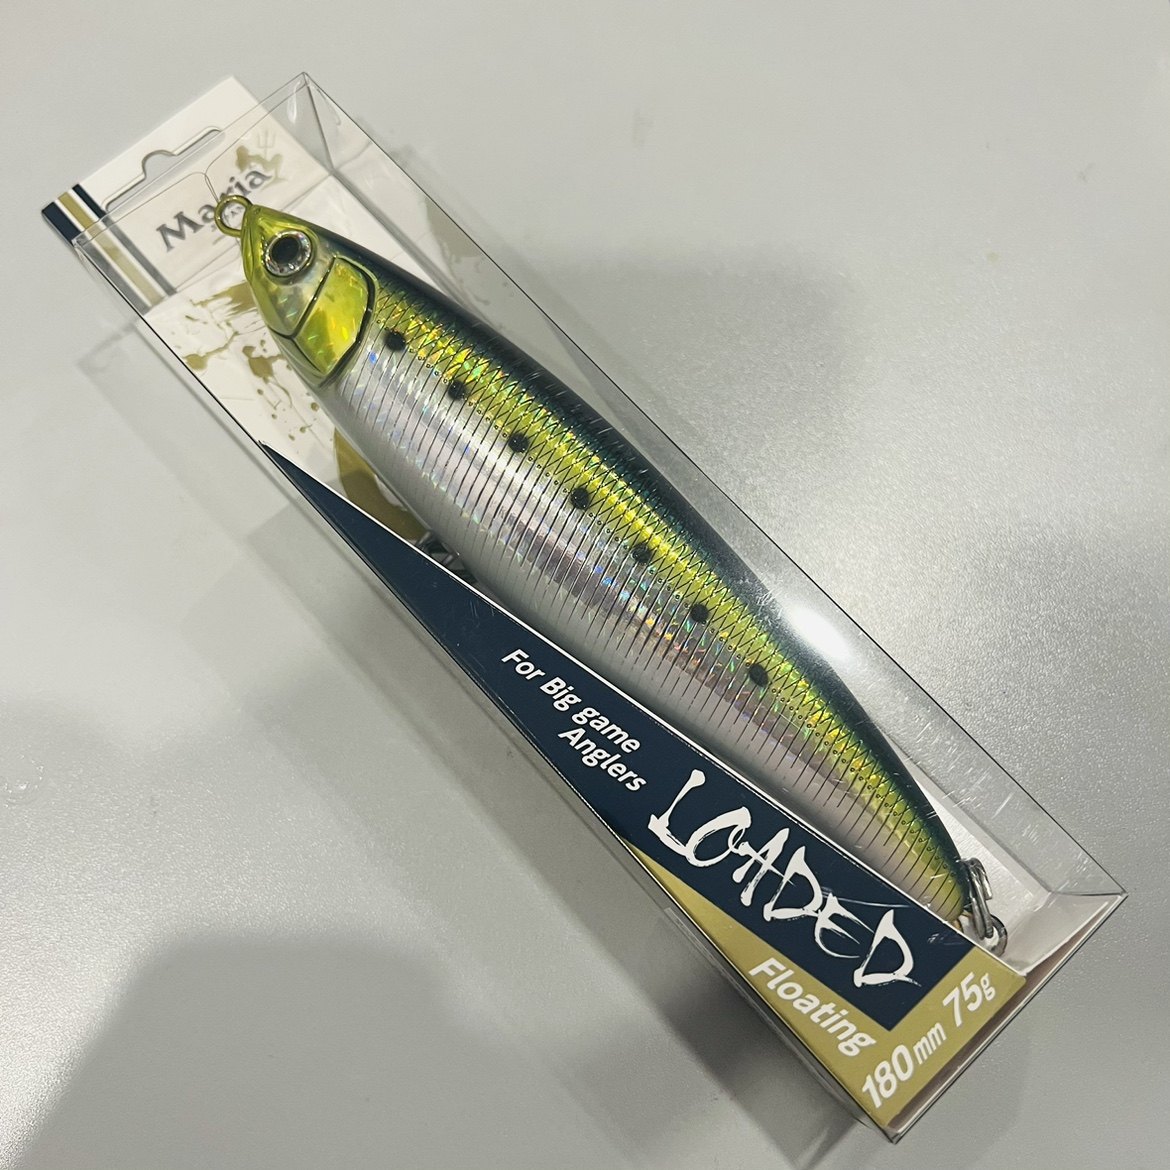 Maria
For Big game
Anglers
LOADED
Floating
180mm 75g